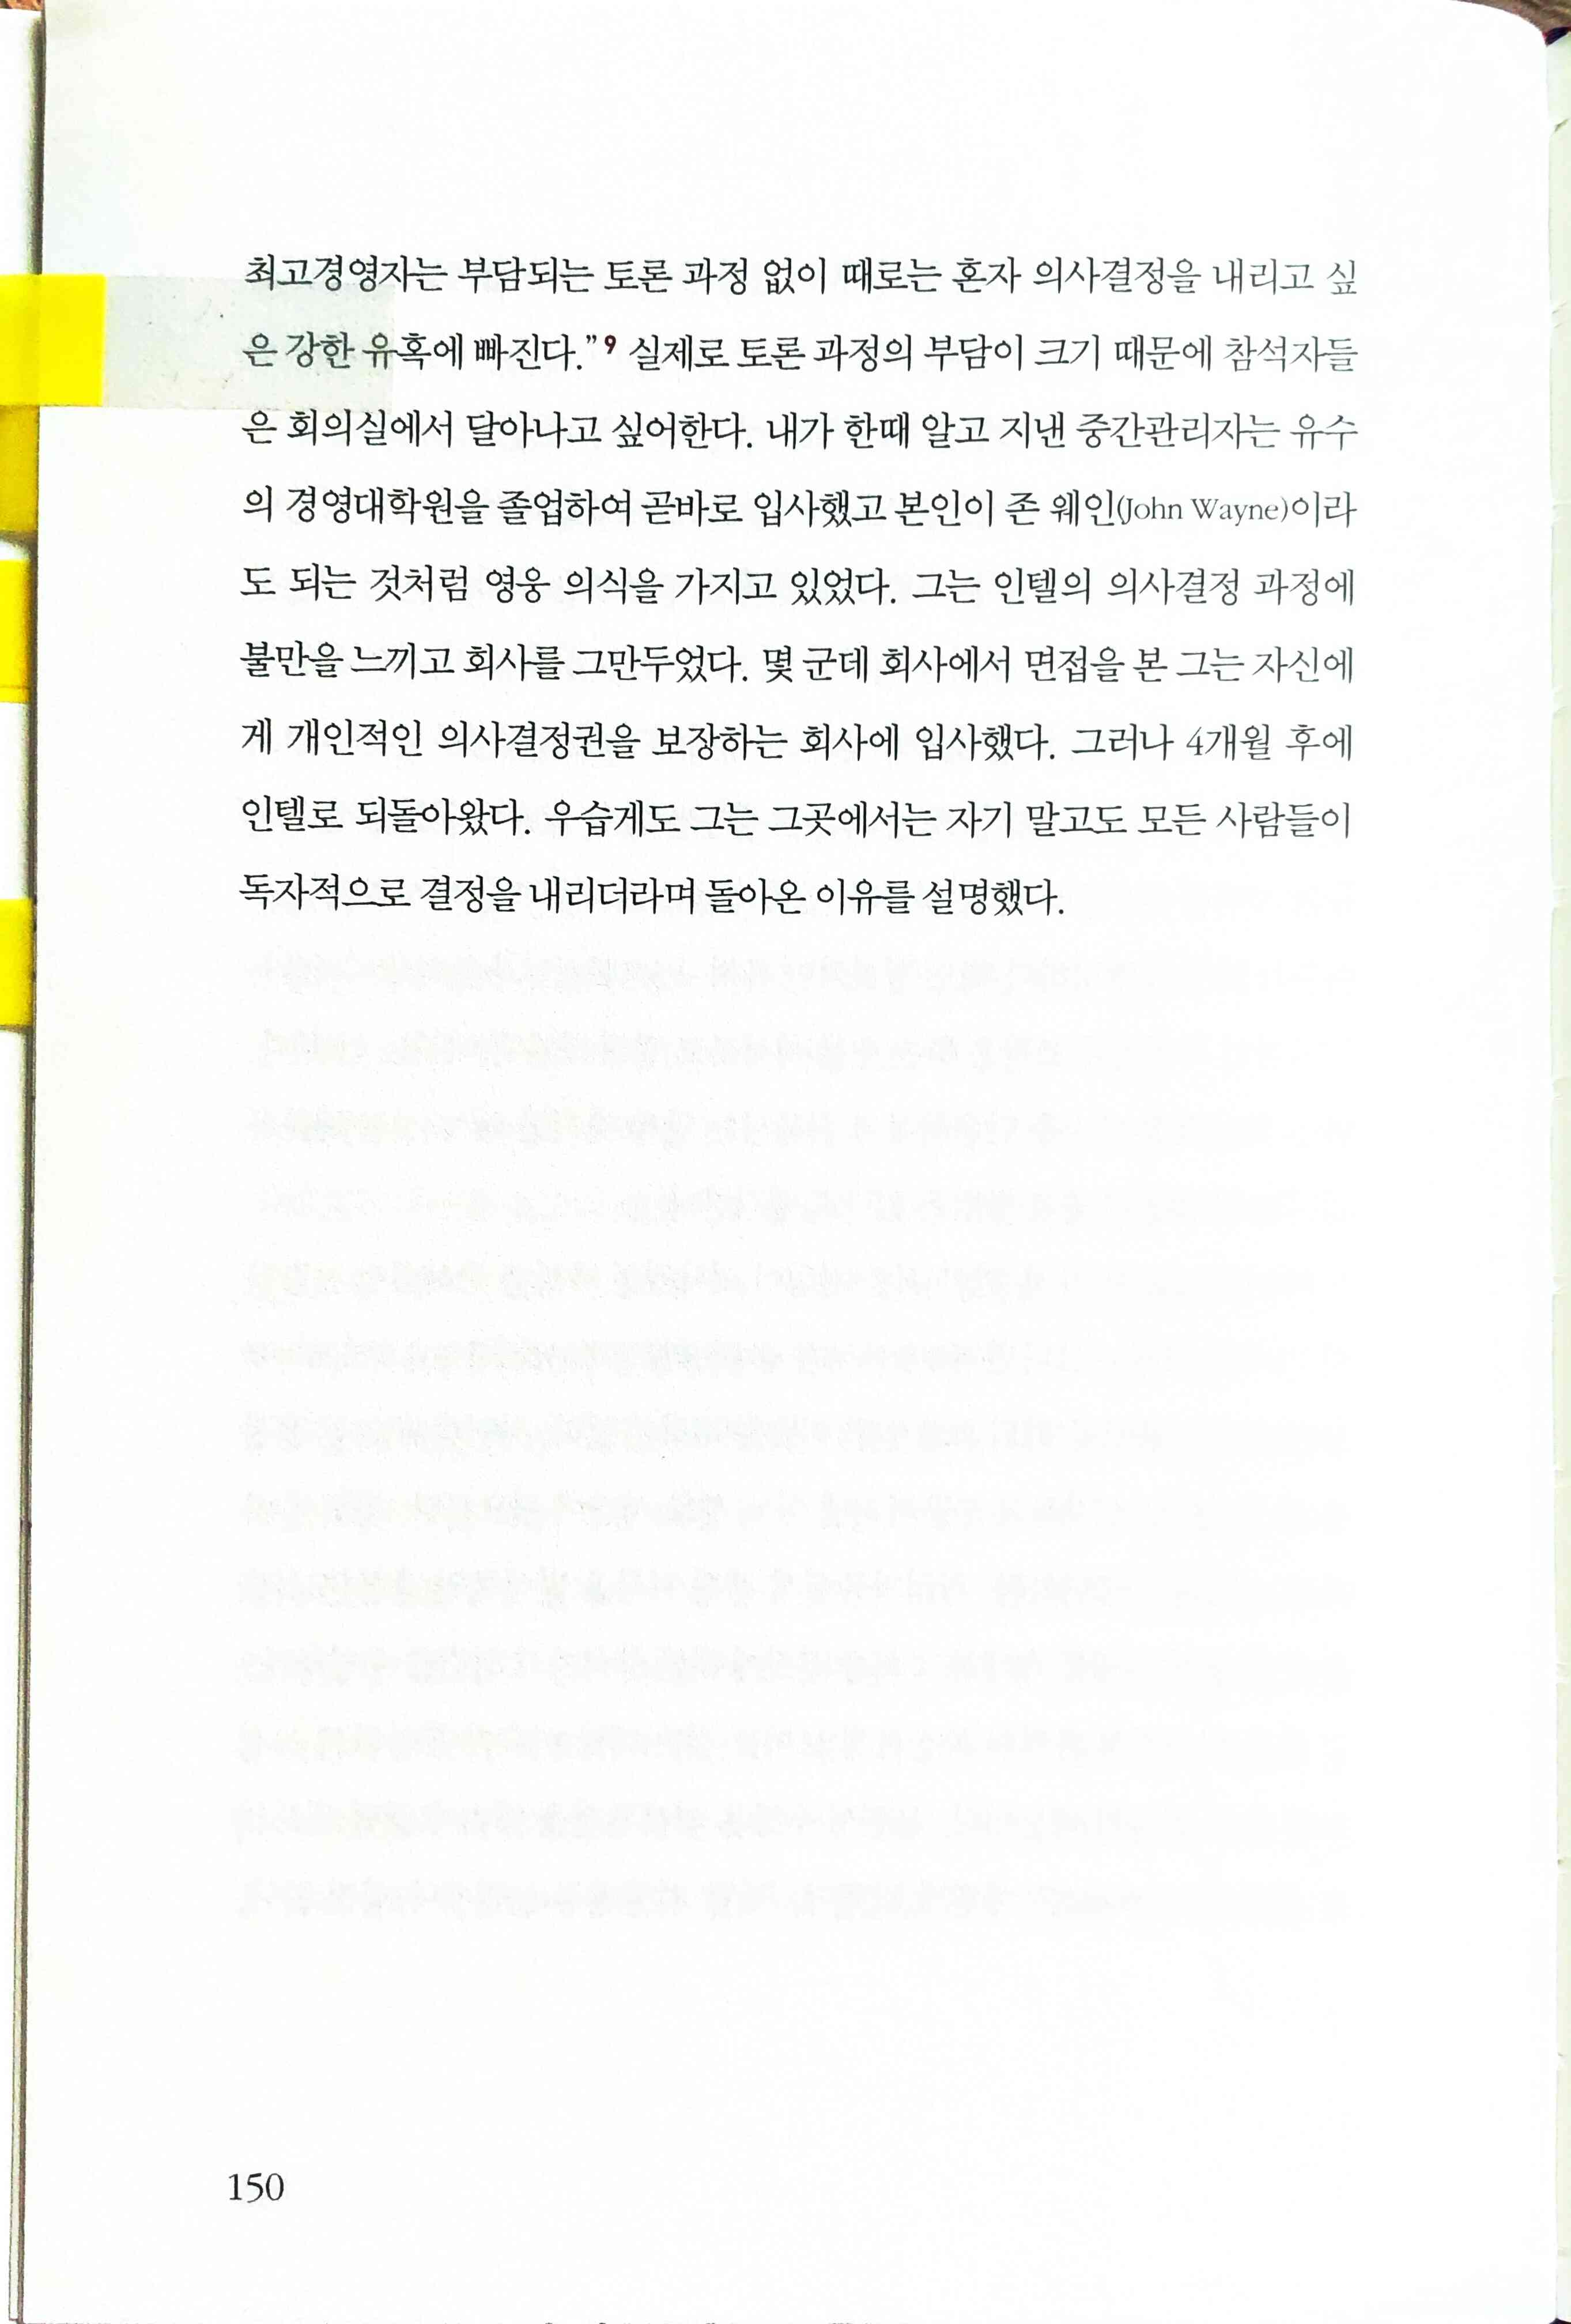 최고경영자는 부담되는 토론 과정 없이 때로는 혼자 의사결정을 내리고 싶
은 강한 유혹에 빠진다.”9 실제로 토론 과정의 부담이 크기 때문에 참석자들
은 회의실에서 달아나고 싶어한다. 내가 한때 알고 지낸 중간관리자는 유수
의 경영대학원을 졸업하여 곧바로 입사했고 본인이 존 웨인(John Wayne)이라
도 되는 것처럼 영웅 의식을 가지고 있었다. 그는 인텔의 의사결정 과정에
불만을 느끼고 회사를 그만두었다. 몇 군데 회사에서 면접을 본 그는 자신에
게 개인적인 의사결정권을 보장하는 회사에 입사했다. 그러나 4개월 후에
인텔로 되돌아왔다. 우습게도 그는 그곳에서는 자기 말고도 모든 사람들이
독자적으로 결정을 내리더라며 돌아온 이유를 설명했다.
150